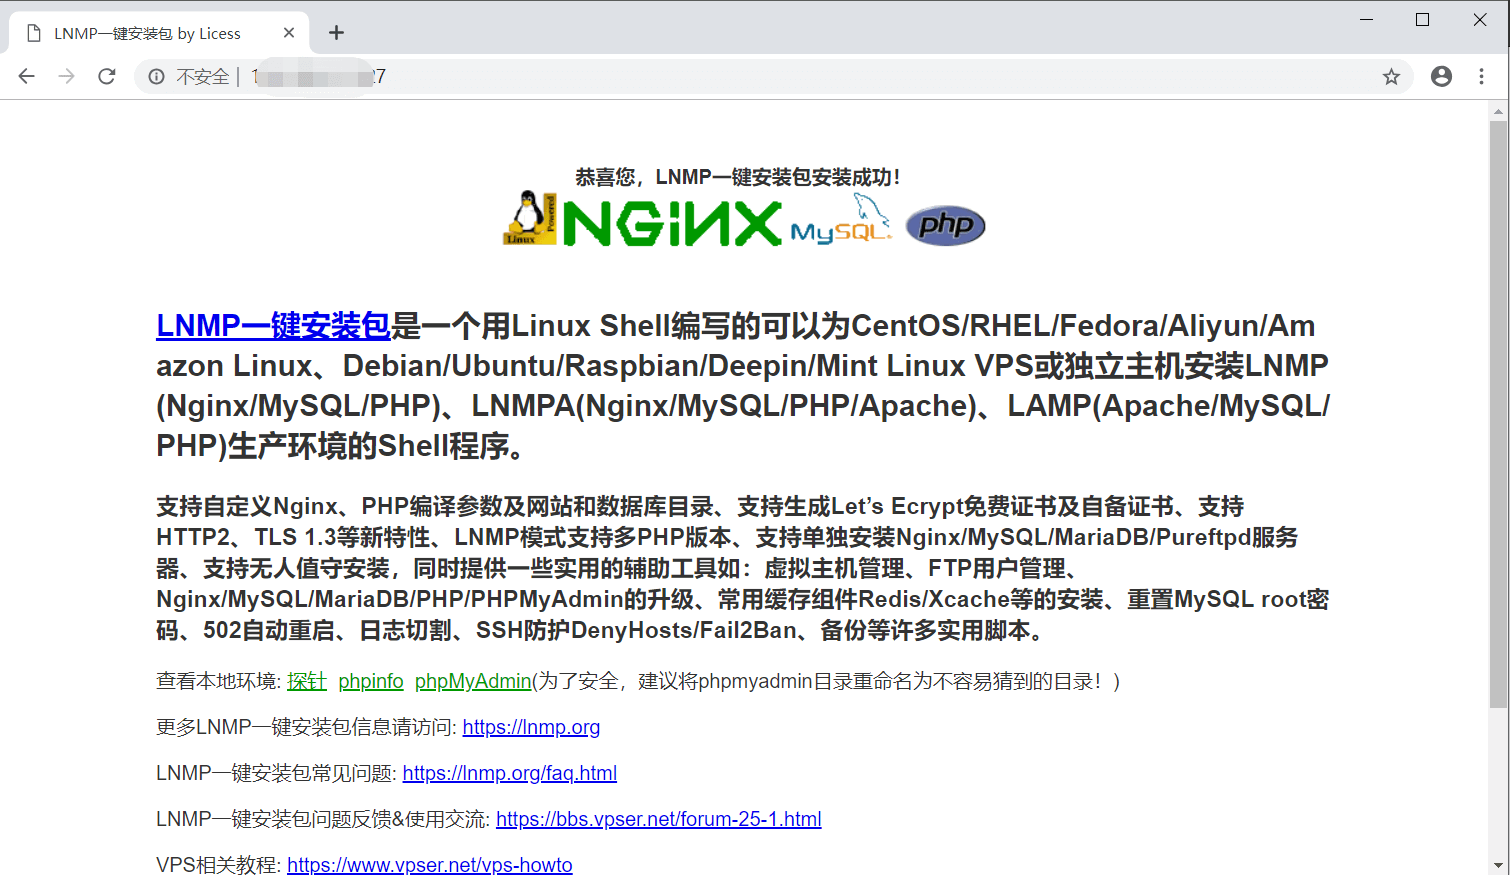 LNMP一键安装包 by Licess
不安全
恭喜您，LNMP一键安装包安装成功！
Linux Powered NGiNX MySQL php
LNMP一键安装包是一个用Linux Shell编写的可以为CentOS/RHEL/Fedora/Aliyun/Am
azon Linux、Debian/Ubuntu/Raspbian/Deepin/Mint Linux VPS或独立主机安装LNMP
(Nginx/MySQL/PHP)、LNMPA(Nginx/MySQL/PHP/Apache)、LAMP(Apache/MySQL/
PHP)生产环境的Shell程序。
支持自定义Nginx、PHP编译参数及网站和数据库目录、支持生成Let’s Ecrypt免费证书及自备证书、支持
HTTP2、TLS 1.3等新特性、LNMP模式支持多PHP版本、支持单独安装Nginx/MySQL/MariaDB/Pureftpd服务
器、支持无人值守安装，同时提供一些实用的辅助工具如：虚拟主机管理、FTP用户管理、
Nginx/MySQL/MariaDB/PHP/PHPMyAdmin的升级、常用缓存组件Redis/Xcache等的安装、重置MySQL root密
码、502自动重启、日志切割、SSH防护DenyHosts/Fail2Ban、备份等许多实用脚本。
查看本地环境: 探针 phpinfo phpMyAdmin(为了安全，建议将phpmyadmin目录重命名为不容易猜到的目录！)
更多LNMP一键安装包信息请访问: https://lnmp.org
LNMP一键安装包常见问题: https://lnmp.org/faq.html
LNMP一键安装包问题反馈&使用交流: https://bbs.vpser.net/forum-25-1.html
VPS相关教程: https://www.vpser.net/vps-howto